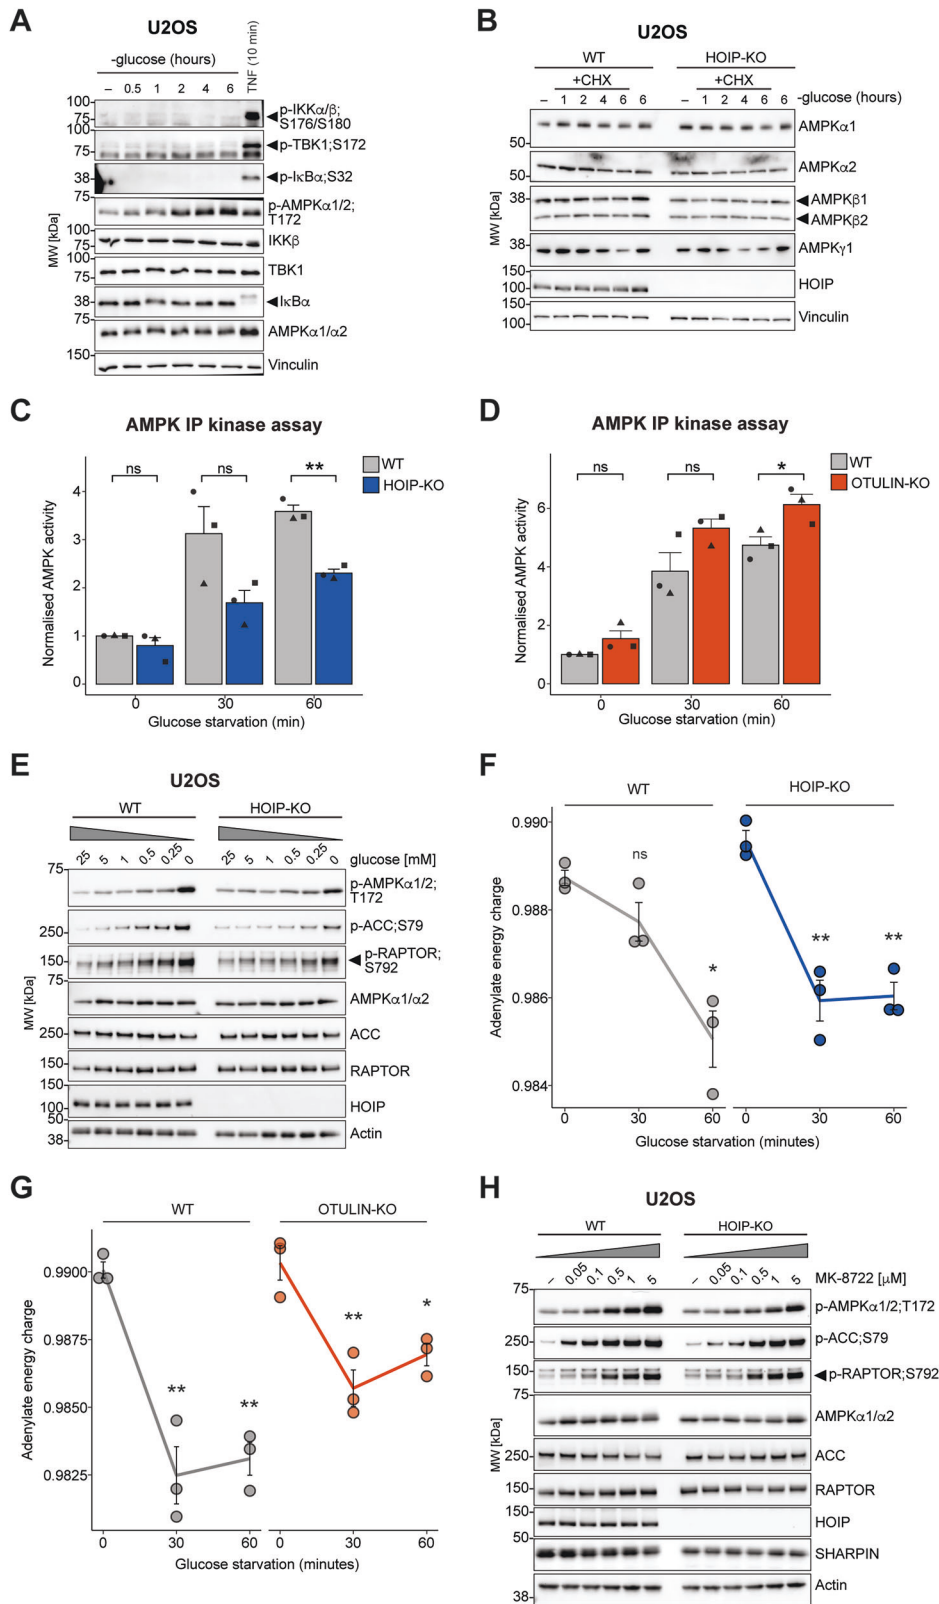 A
U2OS
-glucose (hours)
TNF (10 min)
– 0.5 1 2 4 6
MW [kDa]
100
75
p-IKKα/β;
S176/S180
100
75
p-TBK1;S172
38
p-IκBα;S32
75
p-AMPKα1/2;
T172
100
75
IKKβ
100
75
TBK1
38
IκBα
75
AMPKα1/α2
150
Vinculin
B
U2OS
WT HOIP-KO
+CHX +CHX
– 1 2 4 6 6 – 1 2 4 6 6 -glucose (hours)
MW [kDa]
50
AMPKα1
50
AMPKα2
38
AMPKβ1
AMPKβ2
38
AMPKγ1
150
100
HOIP
150
100
Vinculin
C
AMPK IP kinase assay
WT
HOIP-KO
ns ns **
Normalised AMPK activity
4
3
2
1
0
0 30 60
Glucose starvation (min)
D
AMPK IP kinase assay
WT
OTULIN-KO
ns ns *
Normalised AMPK activity
6
4
2
0
0 30 60
Glucose starvation (min)
E
U2OS
WT HOIP-KO
25 5 1 0.5 0.25 0 25 5 1 0.5 0.25 0 glucose [mM]
MW [kDa]
75
p-AMPKα1/2;
T172
250
p-ACC;S79
150
p-RAPTOR;
S792
75
AMPKα1/α2
250
ACC
150
RAPTOR
150
100
HOIP
50
38
Actin
F
WT HOIP-KO
Adenylate energy charge
0.990
0.988
0.986
0.984
ns * ** **
0 30 60 0 30 60
Glucose starvation (minutes)
G
WT OTULIN-KO
Adenylate energy charge
0.9900
0.9875
0.9850
0.9825
** ** ** *
0 30 60 0 30 60
Glucose starvation (minutes)
H
U2OS
WT HOIP-KO
– 0.05 0.1 0.5 1 5 – 0.05 0.1 0.5 1 5 MK-8722 [μM]
MW [kDa]
75
p-AMPKα1/2;T172
250
p-ACC;S79
150
p-RAPTOR;S792
75
AMPKα1/α2
250
ACC
150
RAPTOR
150
HOIP
50
SHARPIN
Actin
38